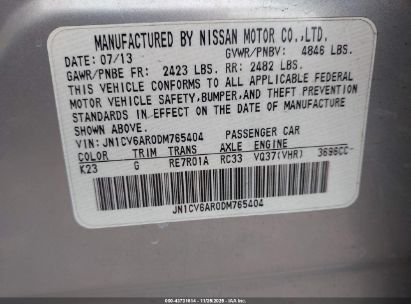 MANUFACTURED BY NISSAN MOTOR CO.,LTD.
DATE: 07/13 GVWR/PNBV: 4846 LBS.
GAWR/PNBE FR: 2423 LBS. RR: 2482 LBS.
THIS VEHICLE CONFORMS TO ALL APPLICABLE FEDERAL
MOTOR VEHICLE SAFETY,BUMPER,AND THEFT PREVENTION
STANDARDS IN EFFECT ON THE DATE OF MANUFACTURE
SHOWN ABOVE.
VIN: JN1CV6AR0DM765404 PASSENGER CAR
COLOR TRIM TRANS AXLE ENGINE
K23 G RE7R01A RC33 VQ37(VHR) 3696CC
JN1CV6AR0DM765404